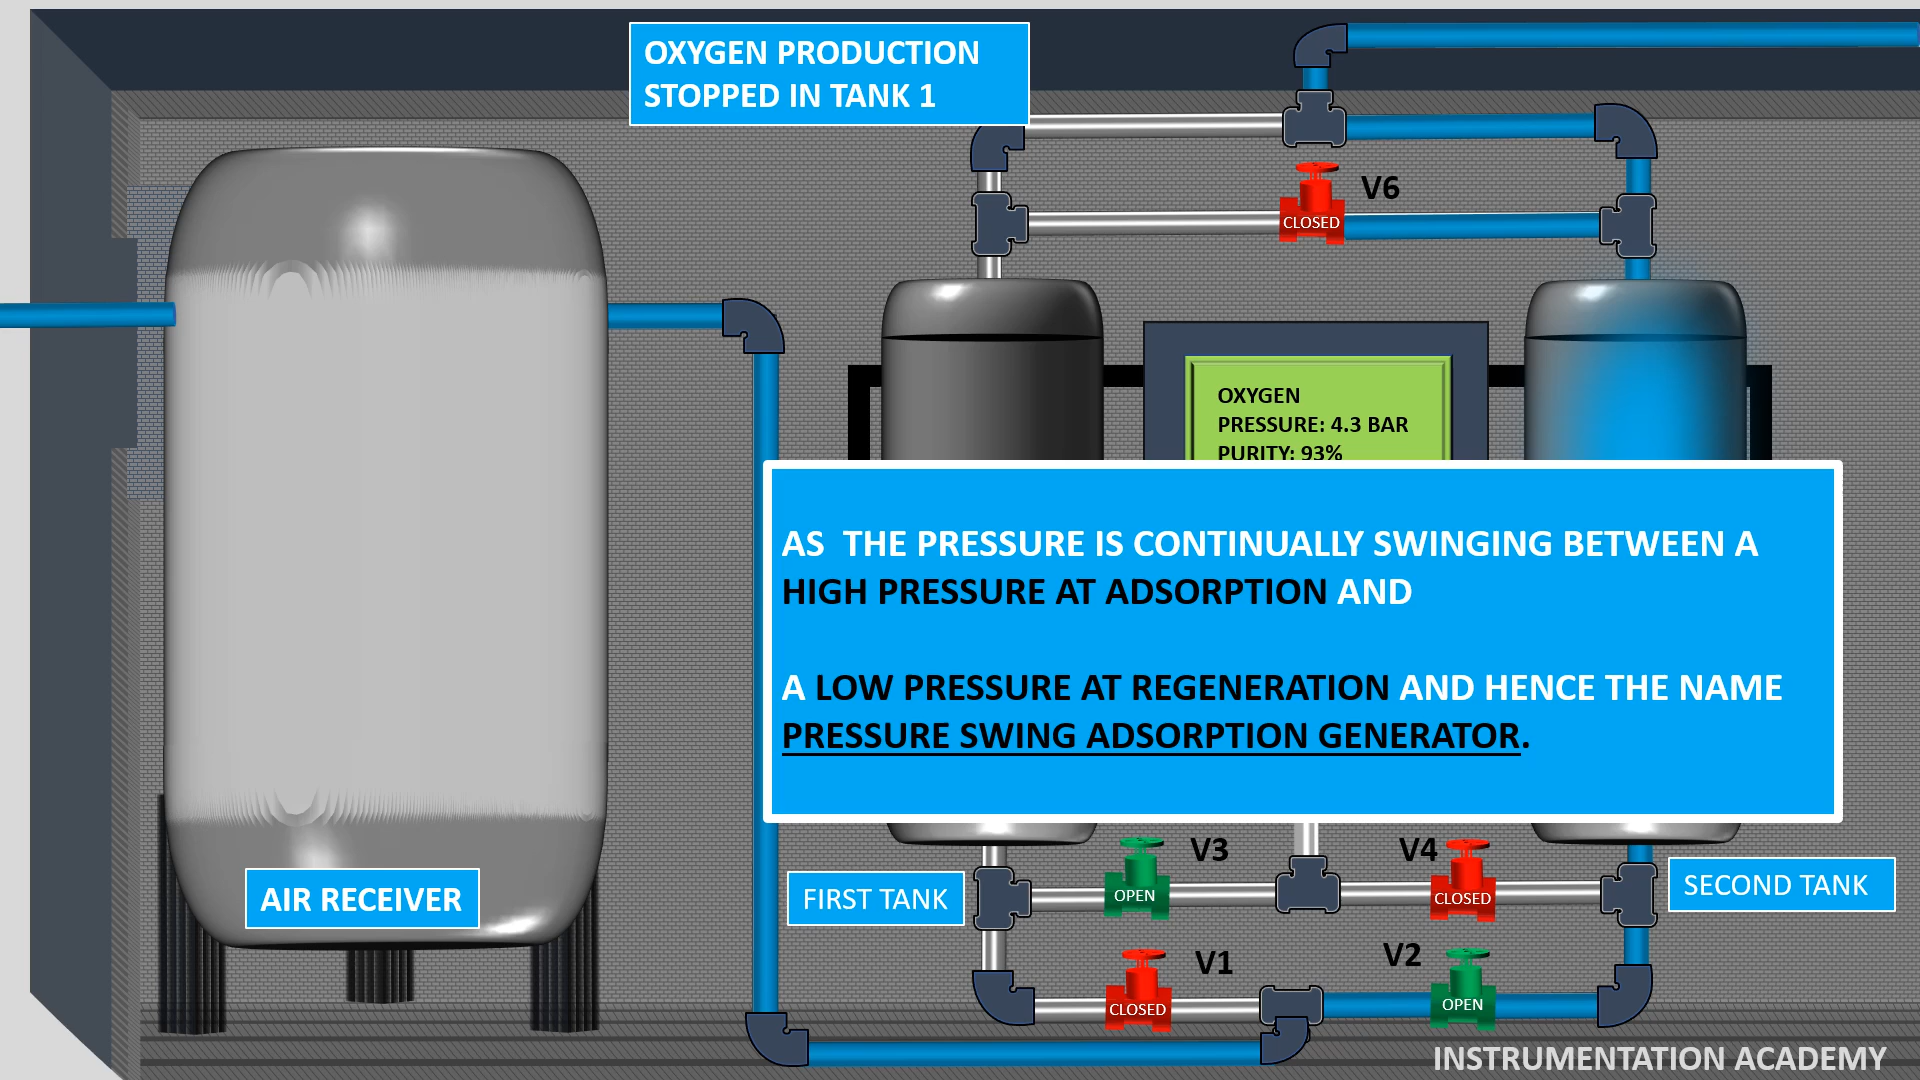 OXYGEN PRODUCTION
STOPPED IN TANK 1
V6
CLOSED
OXYGEN
PRESSURE: 4.3 BAR
PURITY: 93%
AS THE PRESSURE IS CONTINUALLY SWINGING BETWEEN A
HIGH PRESSURE AT ADSORPTION AND
A LOW PRESSURE AT REGENERATION AND HENCE THE NAME
PRESSURE SWING ADSORPTION GENERATOR.
V3
V4
OPEN
CLOSED
AIR RECEIVER
FIRST TANK
SECOND TANK
V1
V2
CLOSED
OPEN
INSTRUMENTATION ACADEMY